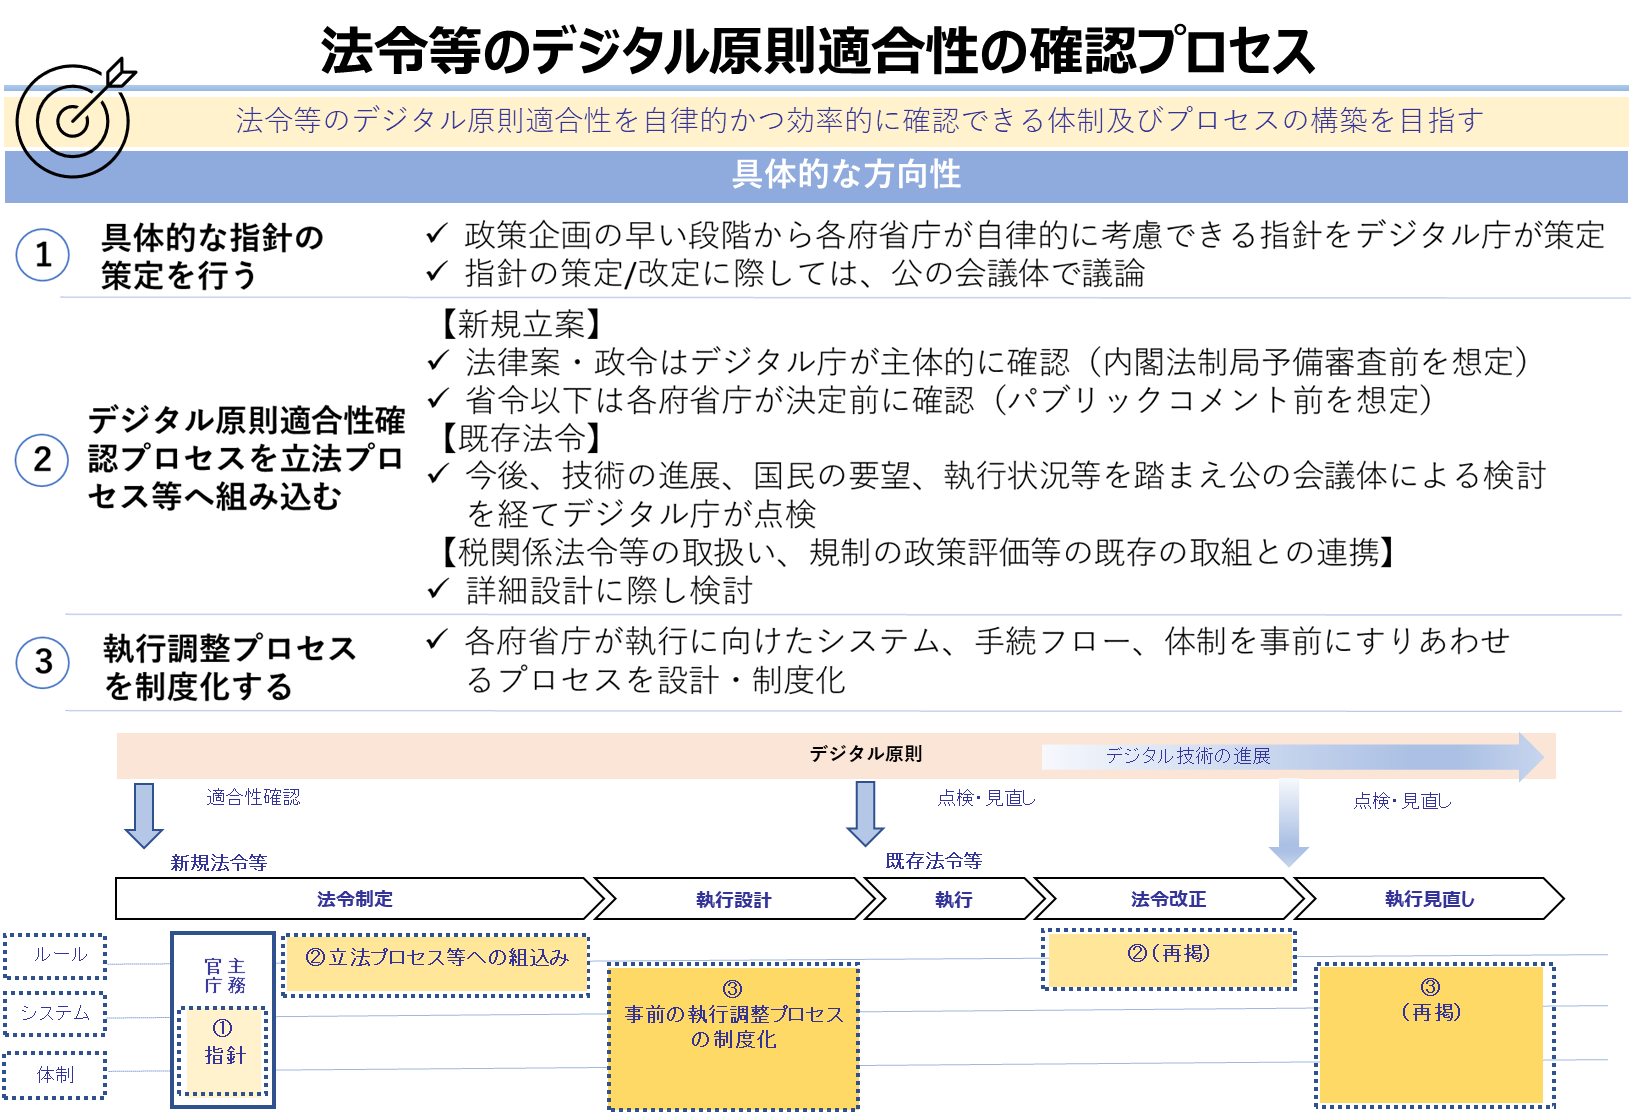 法令等のデジタル原則適合性の確認プロセス
法令等のデジタル原則適合性を自律的かつ効率的に確認できる体制及びプロセスの構築を目指す
具体的な方向性
1
具体的な指針の
策定を行う
✓ 政策企画の早い段階から各府省庁が自律的に考慮できる指針をデジタル庁が策定
✓ 指針の策定/改定に際しては、公の会議体で議論
2
デジタル原則適合性確
認プロセスを立法プロ
セス等へ組み込む
【新規立案】
✓ 法律案・政令はデジタル庁が主体的に確認（内閣法制局予備審査前を想定）
✓ 省令以下は各府省庁が決定前に確認（パブリックコメント前を想定）
【既存法令】
✓ 今後、技術の進展、国民の要望、執行状況等を踏まえ公の会議体による検討
を経てデジタル庁が点検
【税関係法令等の取扱い、規制の政策評価等の既存の取組との連携】
✓ 詳細設計に際し検討
3
執行調整プロセス
を制度化する
✓ 各府省庁が執行に向けたシステム、手続フロー、体制を事前にすりあわせ
るプロセスを設計・制度化
デジタル原則
デジタル技術の進展
適合性確認
点検・見直し
点検・見直し
新規法令等
既存法令等
法令制定
執行設計
執行
法令改正
執行見直し
ルール
システム
体制
主務
官庁
①
指針
②立法プロセス等への組込み
③
事前の執行調整プロセス
の制度化
②（再掲）
③
（再掲）